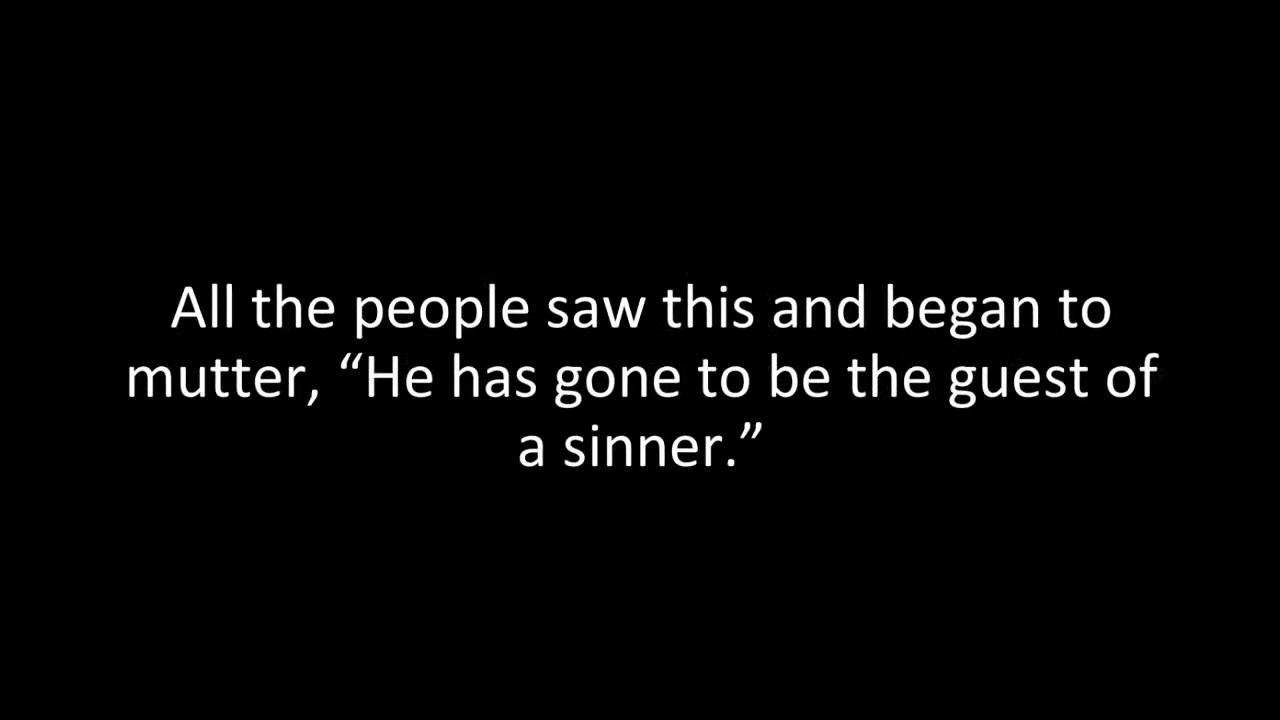 All the people saw this and began to
mutter, “He has gone to be the guest of
a sinner.”